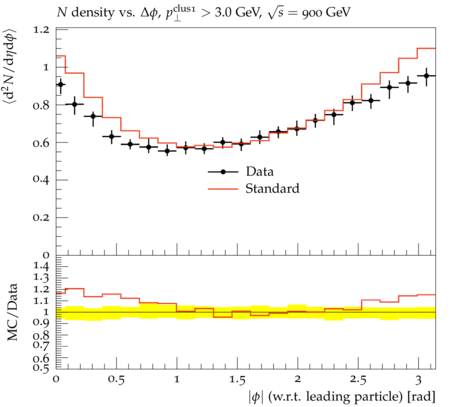 N density vs. Δφ, p⊥^clus1 > 3.0 GeV, √s = 900 GeV
⟨d²N/dηdφ⟩
1.2
1
0.8
0.6
0.4
0.2
0
Data
Standard
MC/Data
1.4
1.3
1.2
1.1
1
0.9
0.8
0.7
0.6
0.5
0 0.5 1 1.5 2 2.5 3
|φ| (w.r.t. leading particle) [rad]